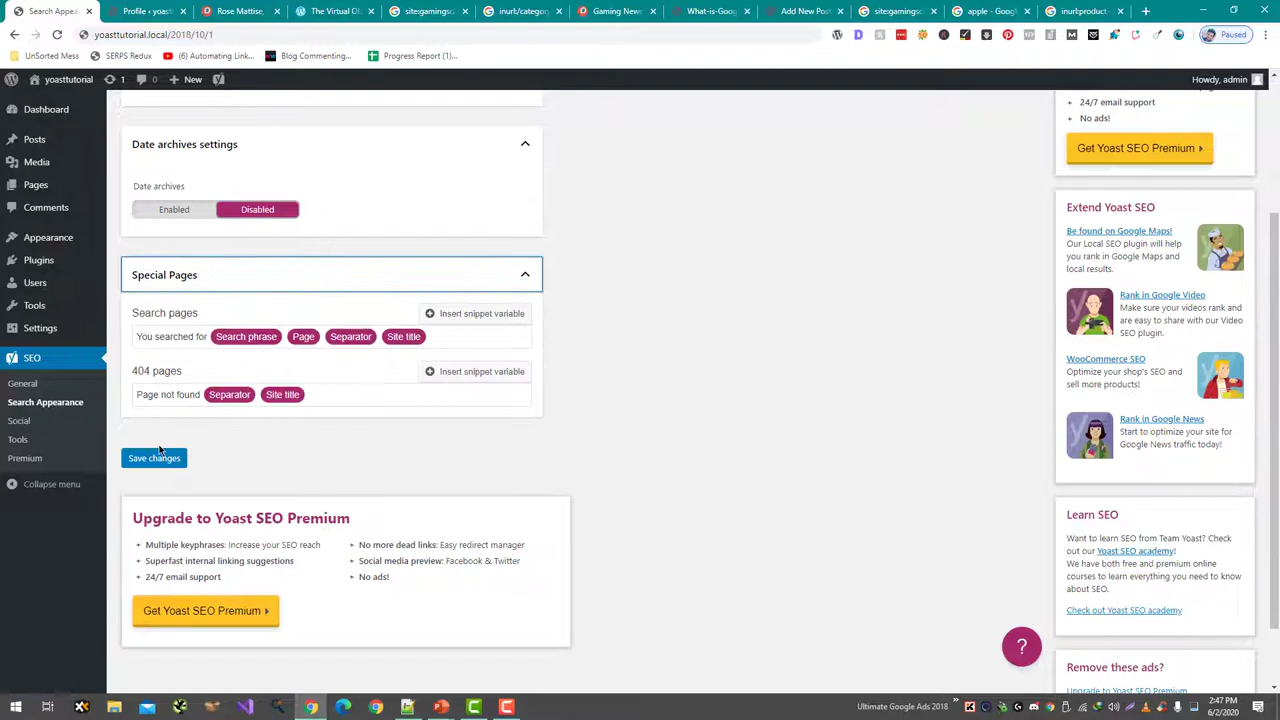 Search Appea
Profile ‹ yoastt
Rose Mattise,
The Virtual Ol
site:gamingsc
inurl:/categor
Gaming News
What-is-Goog
Add New Post
site:gamingsc
apple - Googl
inurl:product-
yoasttutorial.local/2018/10/1
Paused
UnSorted Mess
SERPS Redux
(6) Automating Link...
Blog Commenting...
Progress Report (1)...
yoasttutorial
1
0
New
Howdy, admin
Dashboard
Posts
Media
Pages
Comments
Appearance
Plugins
Users
Tools
Settings
SEO
General
Search Appearance
Social
Tools
Premium
Collapse menu
Date archives settings
Date archives
Enabled
Disabled
Special Pages
Search pages
Insert snippet variable
You searched for Search phrase Page Separator Site title
404 pages
Insert snippet variable
Page not found Separator Site title
Save changes
Upgrade to Yoast SEO Premium
+ Multiple keyphrases: Increase your SEO reach
+ Superfast internal linking suggestions
+ 24/7 email support
+ No more dead links: Easy redirect manager
+ Social media preview: Facebook & Twitter
+ No ads!
Get Yoast SEO Premium
+ 24/7 email support
+ No ads!
Get Yoast SEO Premium
Extend Yoast SEO
Be found on Google Maps!
Our Local SEO plugin will help
you rank in Google Maps and
local results.
Rank in Google Video
Make sure your videos rank and
are easy to share with our Video
SEO plugin.
WooCommerce SEO
Optimize your shop's SEO and
sell more products!
Rank in Google News
Start to optimize your site for
Google News traffic today!
Learn SEO
Want to learn SEO from Team Yoast? Check
out our Yoast SEO academy!
We have both free and premium online
courses to learn everything you need to know
about SEO.
Check out Yoast SEO academy
Remove these ads?
Upgrade to Yoast SEO Premium
?
Ultimate Google Ads 2018
2:47 PM
6/2/2020